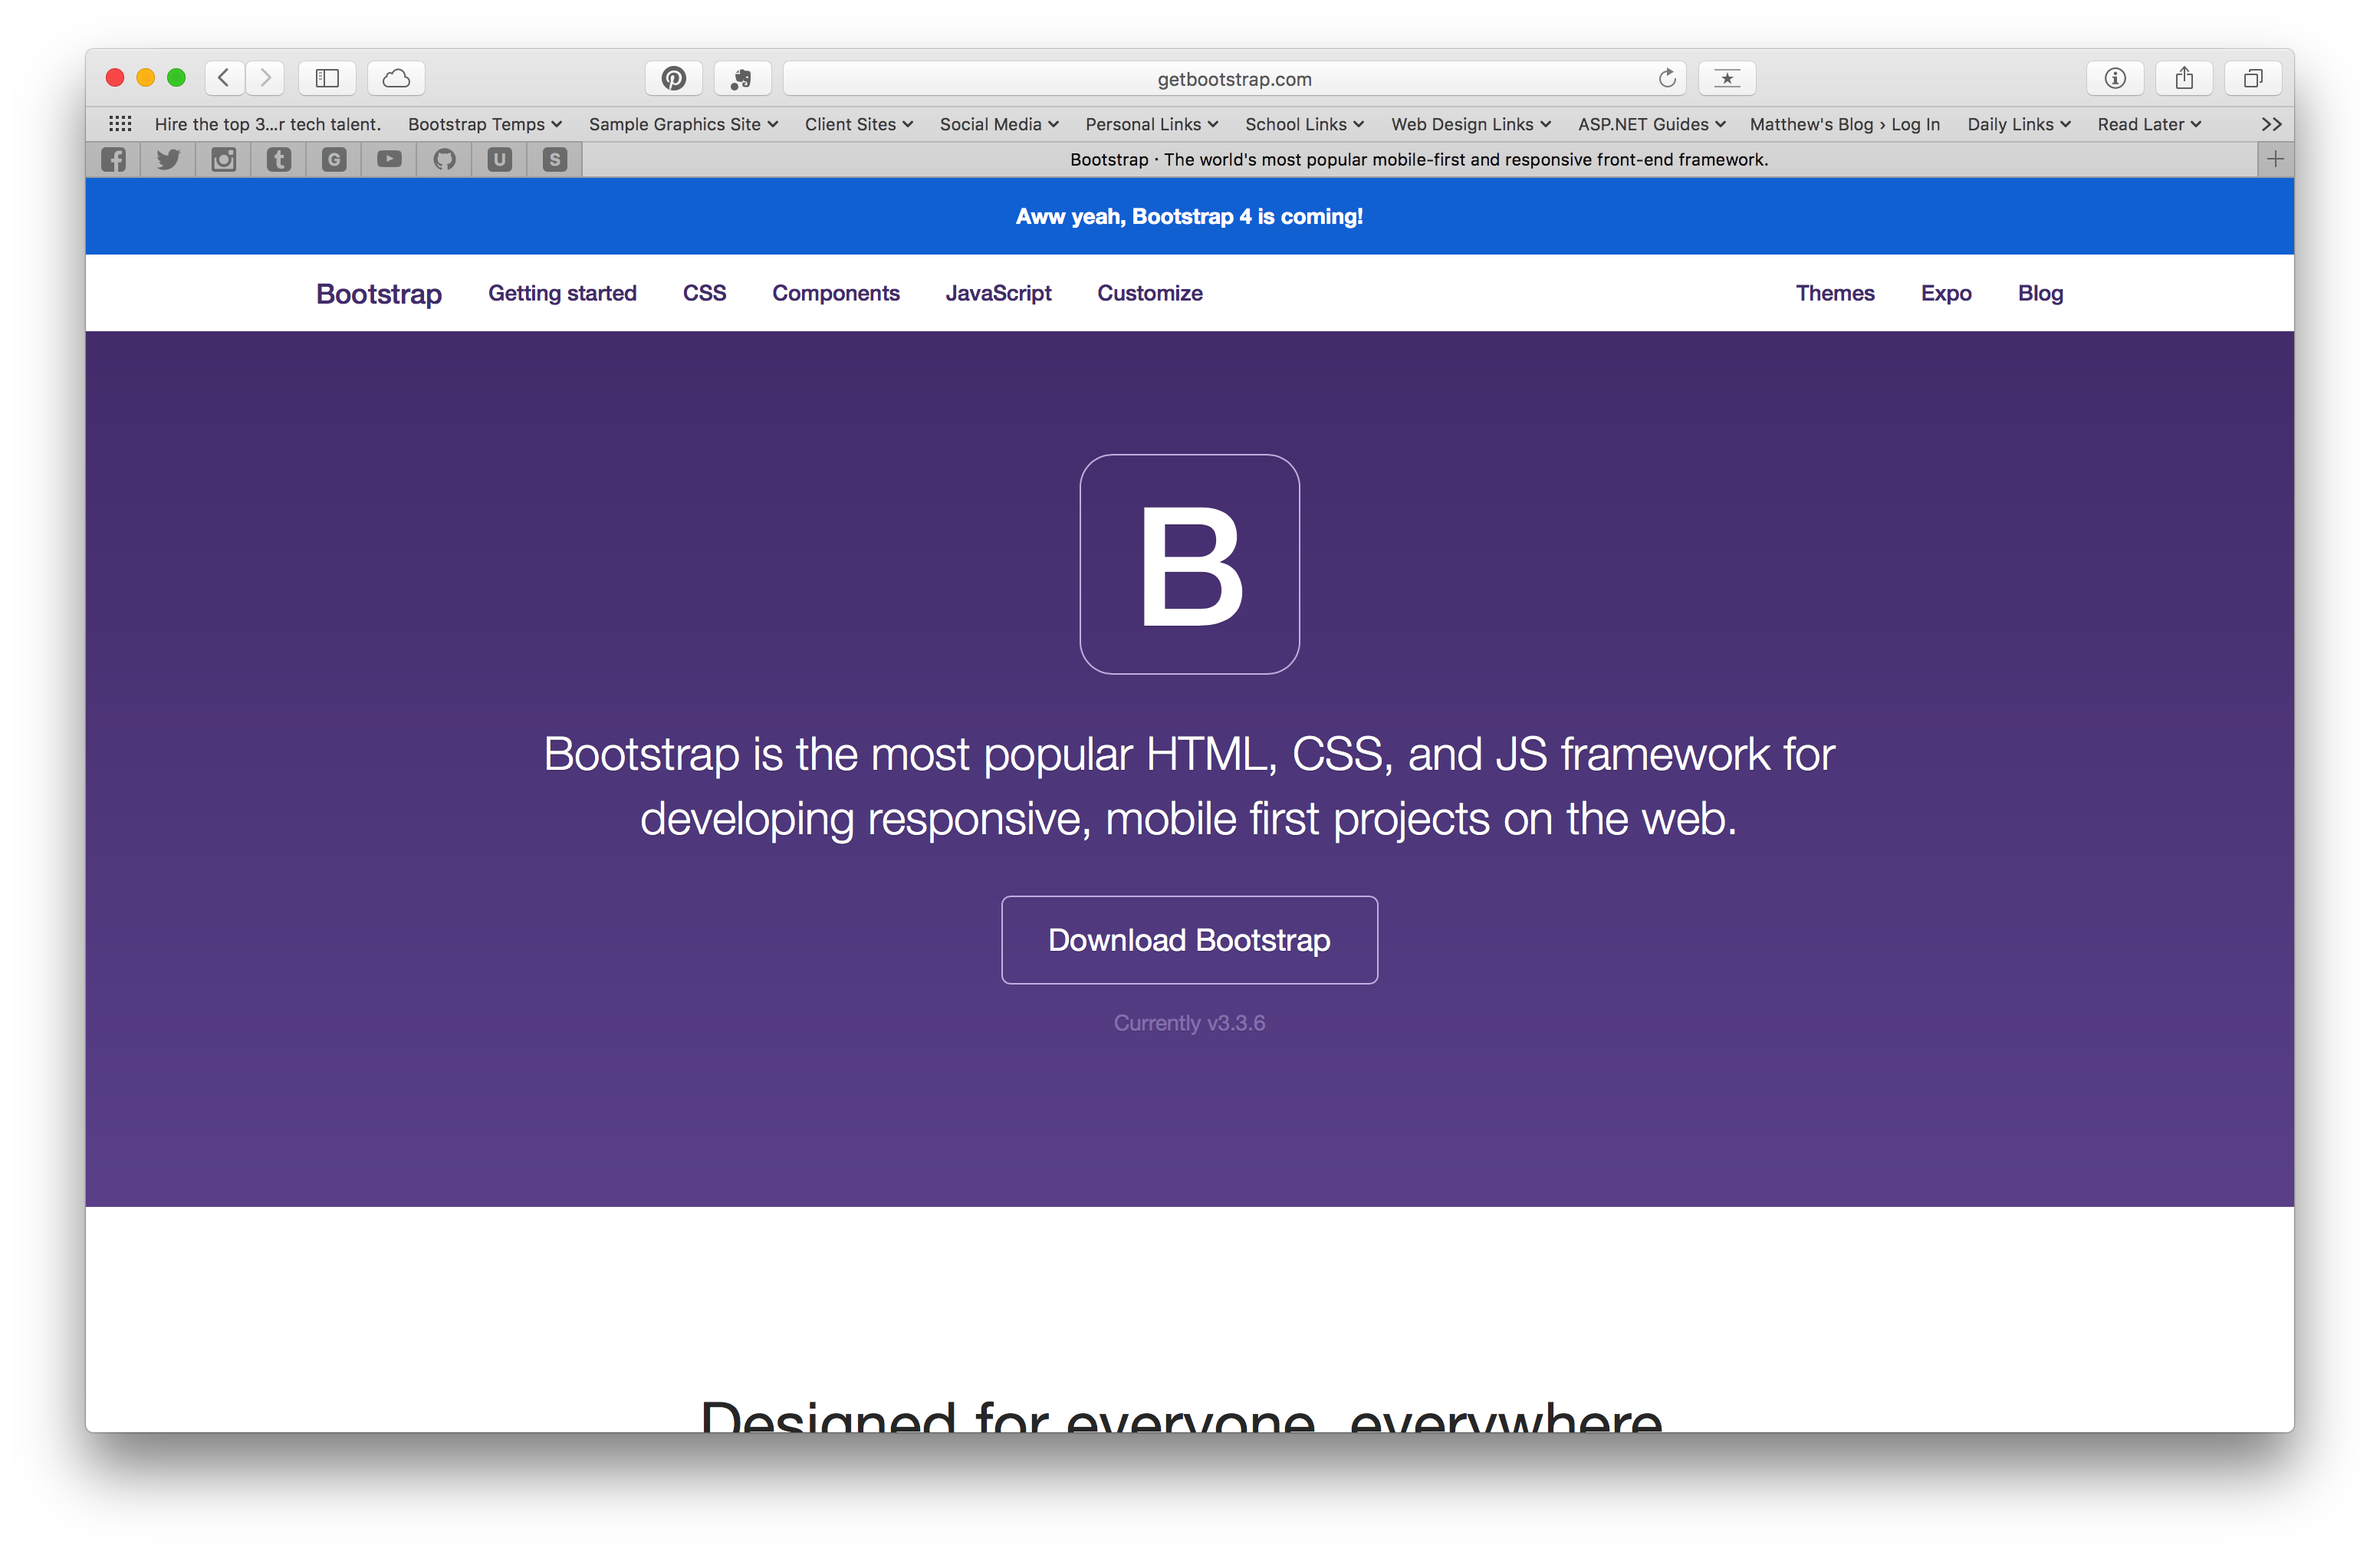 getbootstrap.com
Hire the top 3...r tech talent. Bootstrap Temps Sample Graphics Site Client Sites Social Media Personal Links School Links Web Design Links ASP.NET Guides Matthew's Blog › Log In Daily Links Read Later
G U S Bootstrap · The world's most popular mobile-first and responsive front-end framework.
Aww yeah, Bootstrap 4 is coming!
Bootstrap Getting started CSS Components JavaScript Customize Themes Expo Blog
B
Bootstrap is the most popular HTML, CSS, and JS framework for
developing responsive, mobile first projects on the web.
Download Bootstrap
Currently v3.3.6
Designed for everyone, everywhere